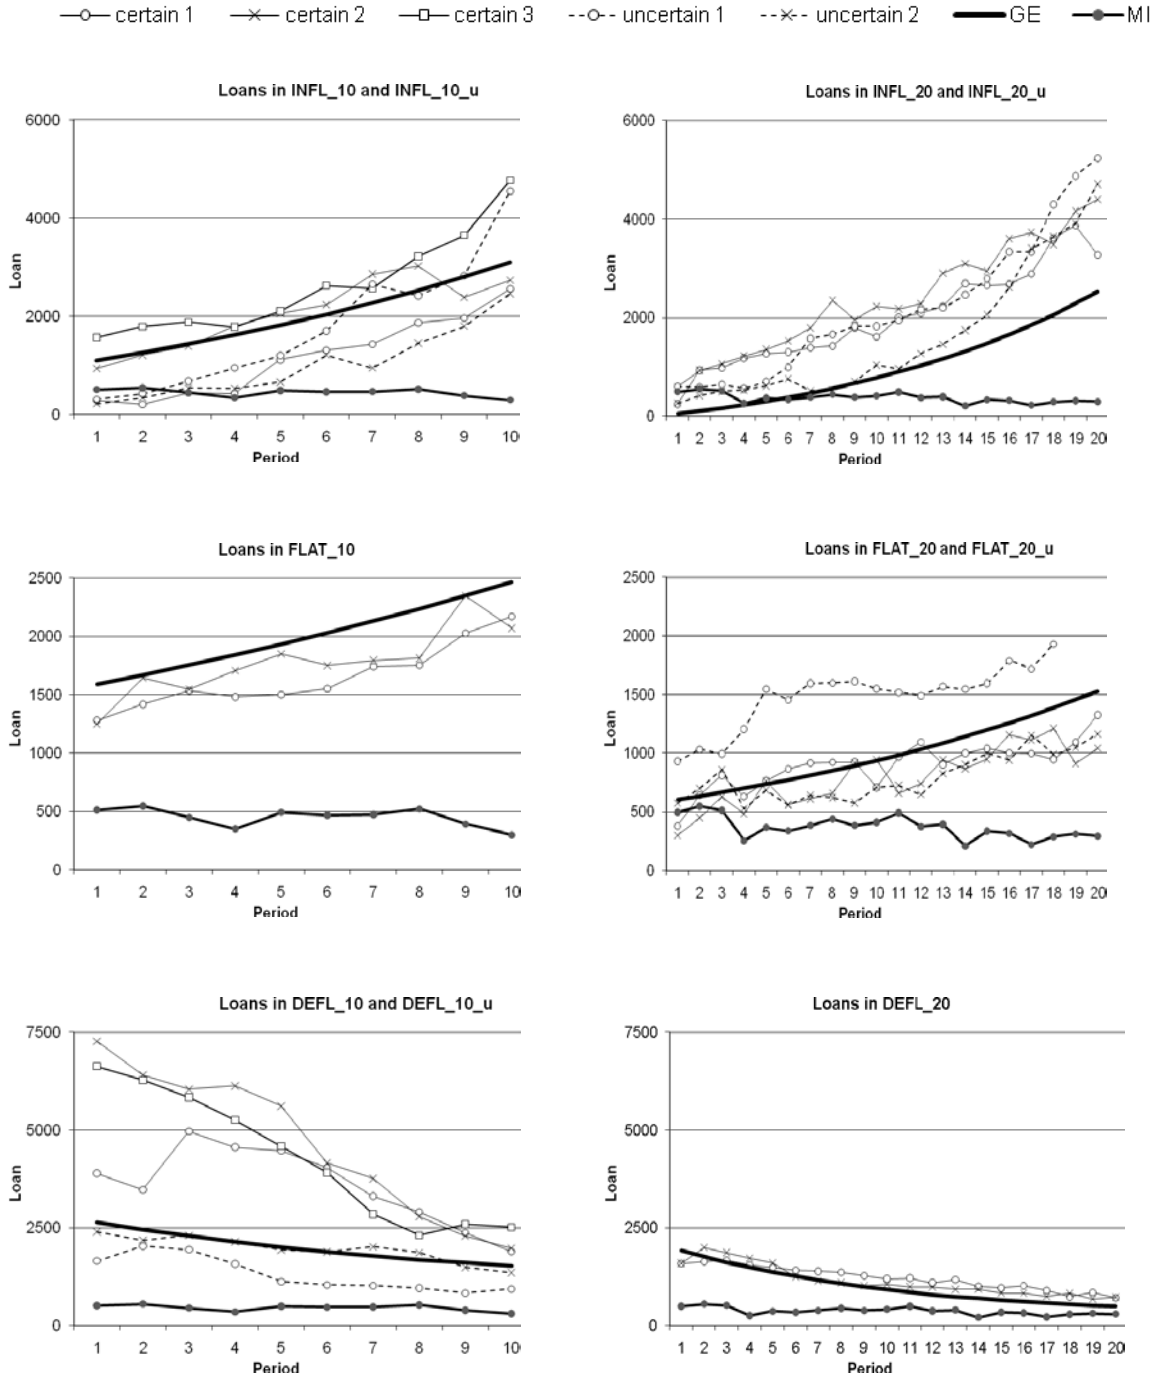 certain 1 certain 2 certain 3 uncertain 1 uncertain 2 GE MI
Loans in INFL_10 and INFL_10_u
6000
4000
2000
0
Loan
1 2 3 4 5 6 7 8 9 10
Period
Loans in INFL_20 and INFL_20_u
6000
4000
2000
0
Loan
1 2 3 4 5 6 7 8 9 10 11 12 13 14 15 16 17 18 19 20
Period
Loans in FLAT_10
2500
2000
1500
1000
500
0
Loan
1 2 3 4 5 6 7 8 9 10
Period
Loans in FLAT_20 and FLAT_20_u
2500
2000
1500
1000
500
0
Loan
1 2 3 4 5 6 7 8 9 10 11 12 13 14 15 16 17 18 19 20
Period
Loans in DEFL_10 and DEFL_10_u
7500
5000
2500
0
Loan
1 2 3 4 5 6 7 8 9 10
Period
Loans in DEFL_20
7500
5000
2500
0
Loan
1 2 3 4 5 6 7 8 9 10 11 12 13 14 15 16 17 18 19 20
Period